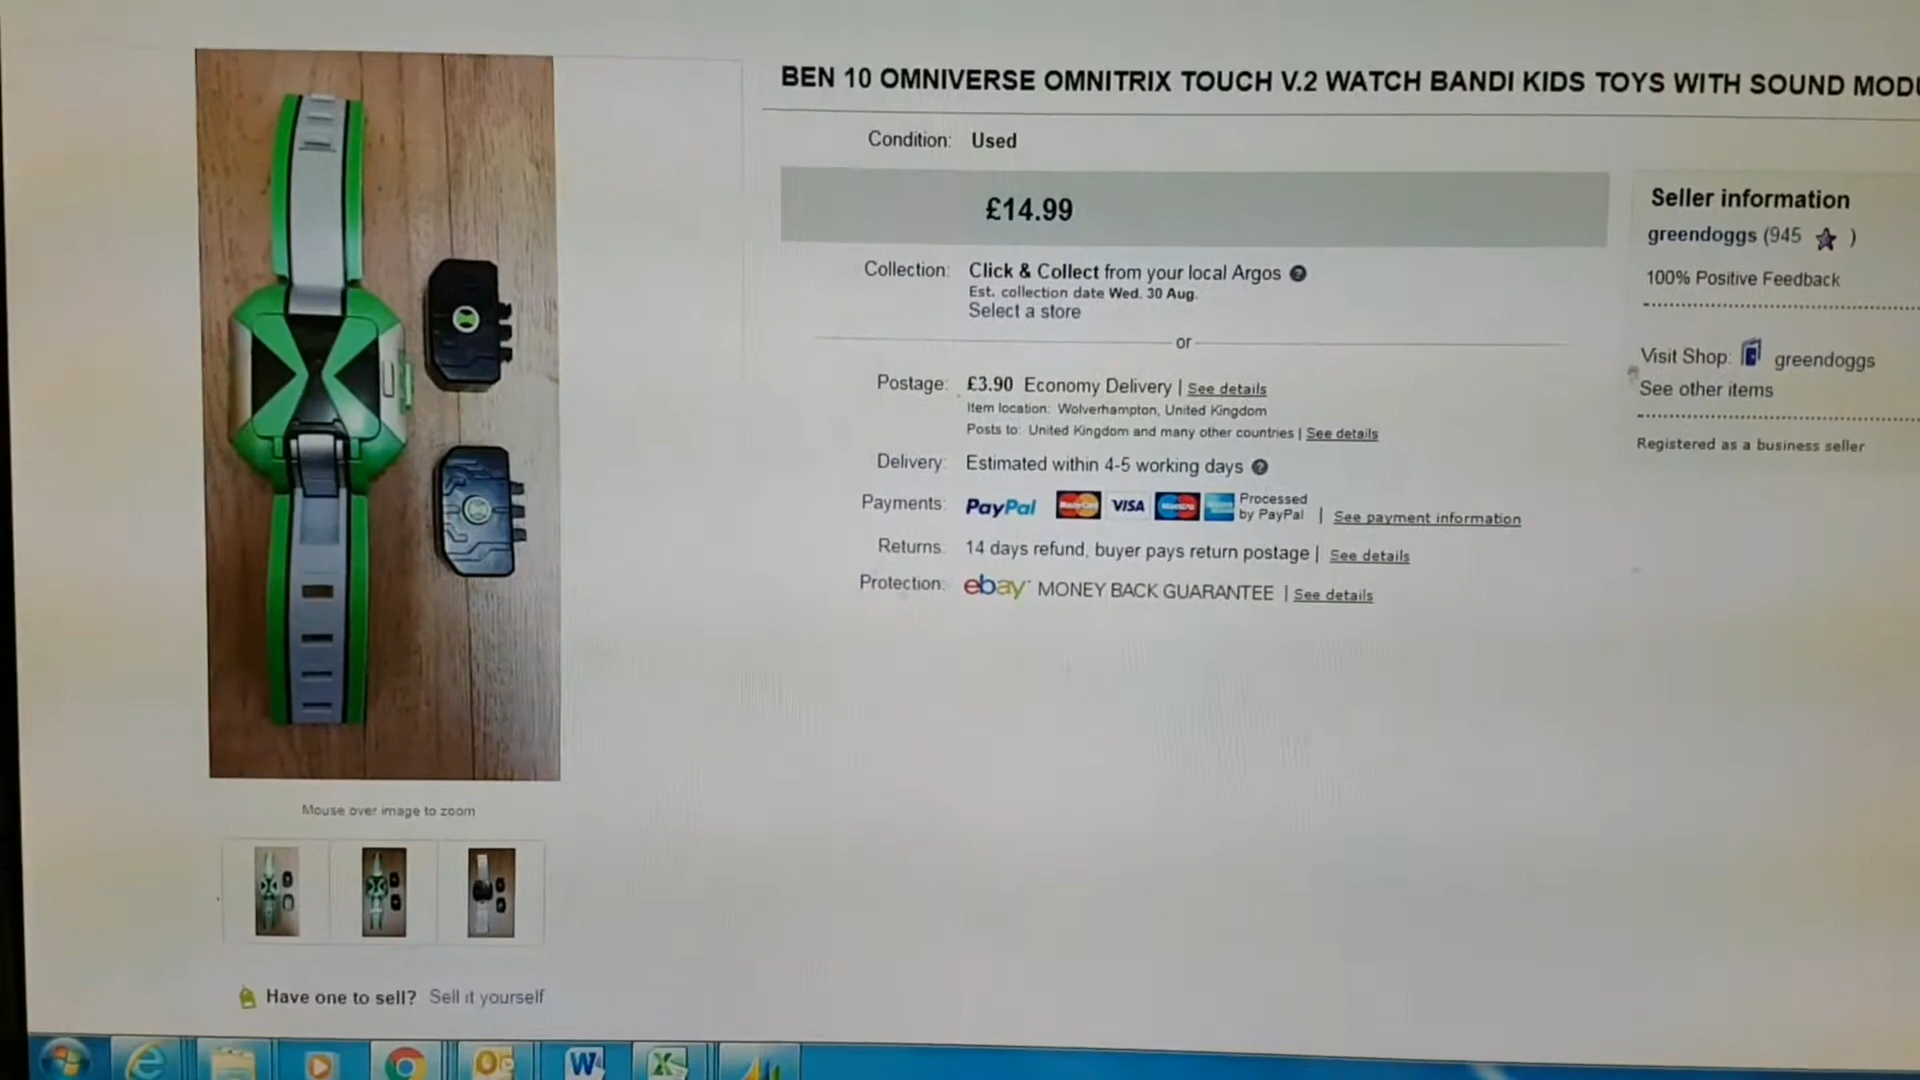 BEN 10 OMNIVERSE OMNITRIX TOUCH V.2 WATCH BANDI KIDS TOYS WITH SOUND MODU
Condition: Used
£14.99
Collection: Click & Collect from your local Argos
Est. collection date Wed. 30 Aug.
Select a store
or
Postage: £3.90 Economy Delivery | See details
Item location: Wolverhampton, United Kingdom
Posts to: United Kingdom and many other countries | See details
Delivery: Estimated within 4-5 working days
Payments: PayPal MasterCard VISA Maestro Processed by PayPal | See payment information
Returns: 14 days refund, buyer pays return postage | See details
Protection: ebay MONEY BACK GUARANTEE | See details
Seller information
greendoggs (945 )
100% Positive Feedback
Visit Shop: greendoggs
See other items
Registered as a business seller
Mouse over image to zoom
Have one to sell? Sell it yourself